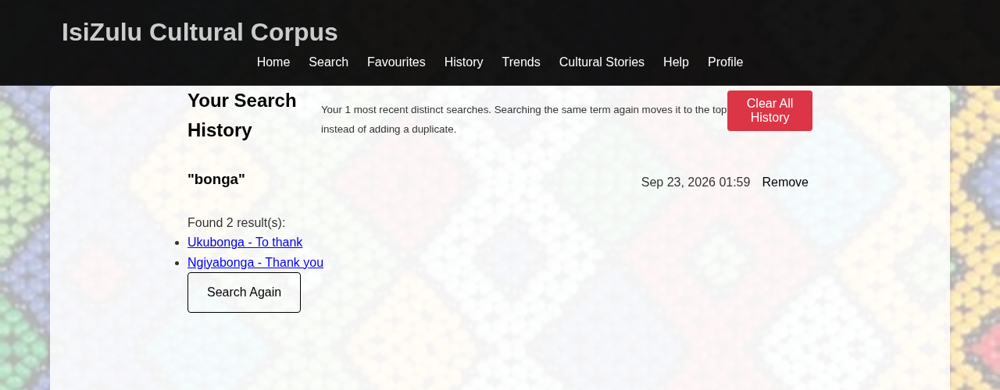 IsiZulu Cultural Corpus
Home Search Favourites History Trends Cultural Stories Help Profile
Your Search
History
Your 1 most recent distinct searches. Searching the same term again moves it to the top
instead of adding a duplicate.
Clear All
History
"bonga"
Sep 23, 2026 01:59 Remove
Found 2 result(s):
Ukubonga - To thank
Ngiyabonga - Thank you
Search Again